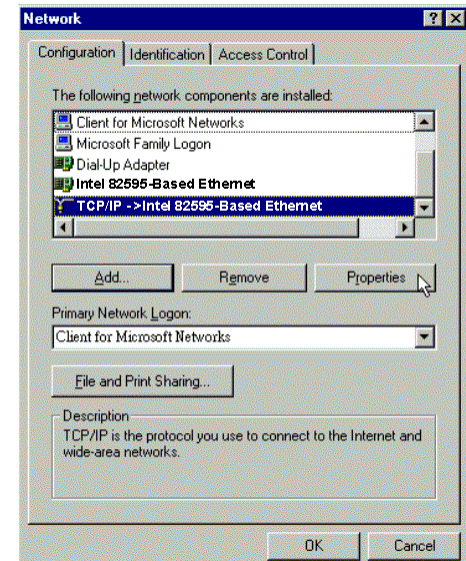 Network
Configuration Identification Access Control
The following network components are installed:
Client for Microsoft Networks
Microsoft Family Logon
Dial-Up Adapter
Intel 82595-Based Ethernet
TCP/IP ->Intel 82595-Based Ethernet
Add... Remove Properties
Primary Network Logon:
Client for Microsoft Networks
File and Print Sharing...
Description
TCP/IP is the protocol you use to connect to the Internet and
wide-area networks.
OK Cancel